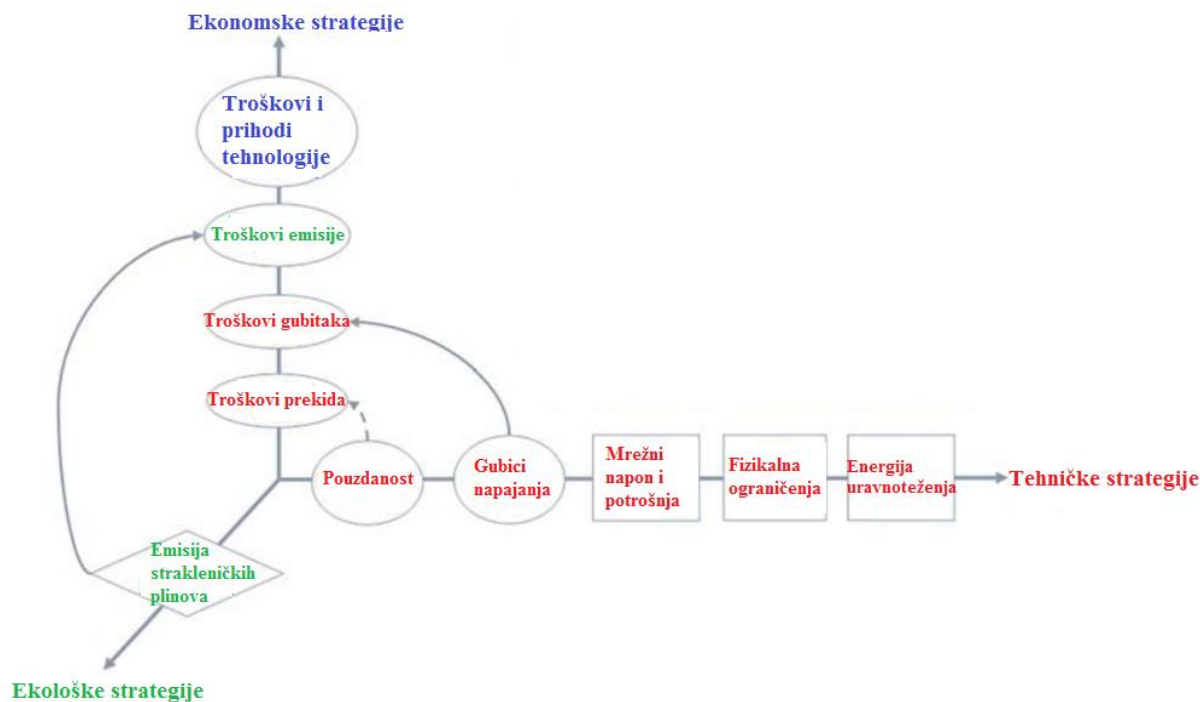 Ekonomske strategije
Troškovi i
prihodi
tehnologije
Troškovi emisije
Troškovi gubitaka
Troškovi prekida
Pouzdanost
Gubici
napajanja
Mrežni
napon i
potrošnja
Fizikalna
ograničenja
Energija
uravnoteženja
Tehničke strategije
Emisija
strakleničkih
plinova
Ekološke strategije